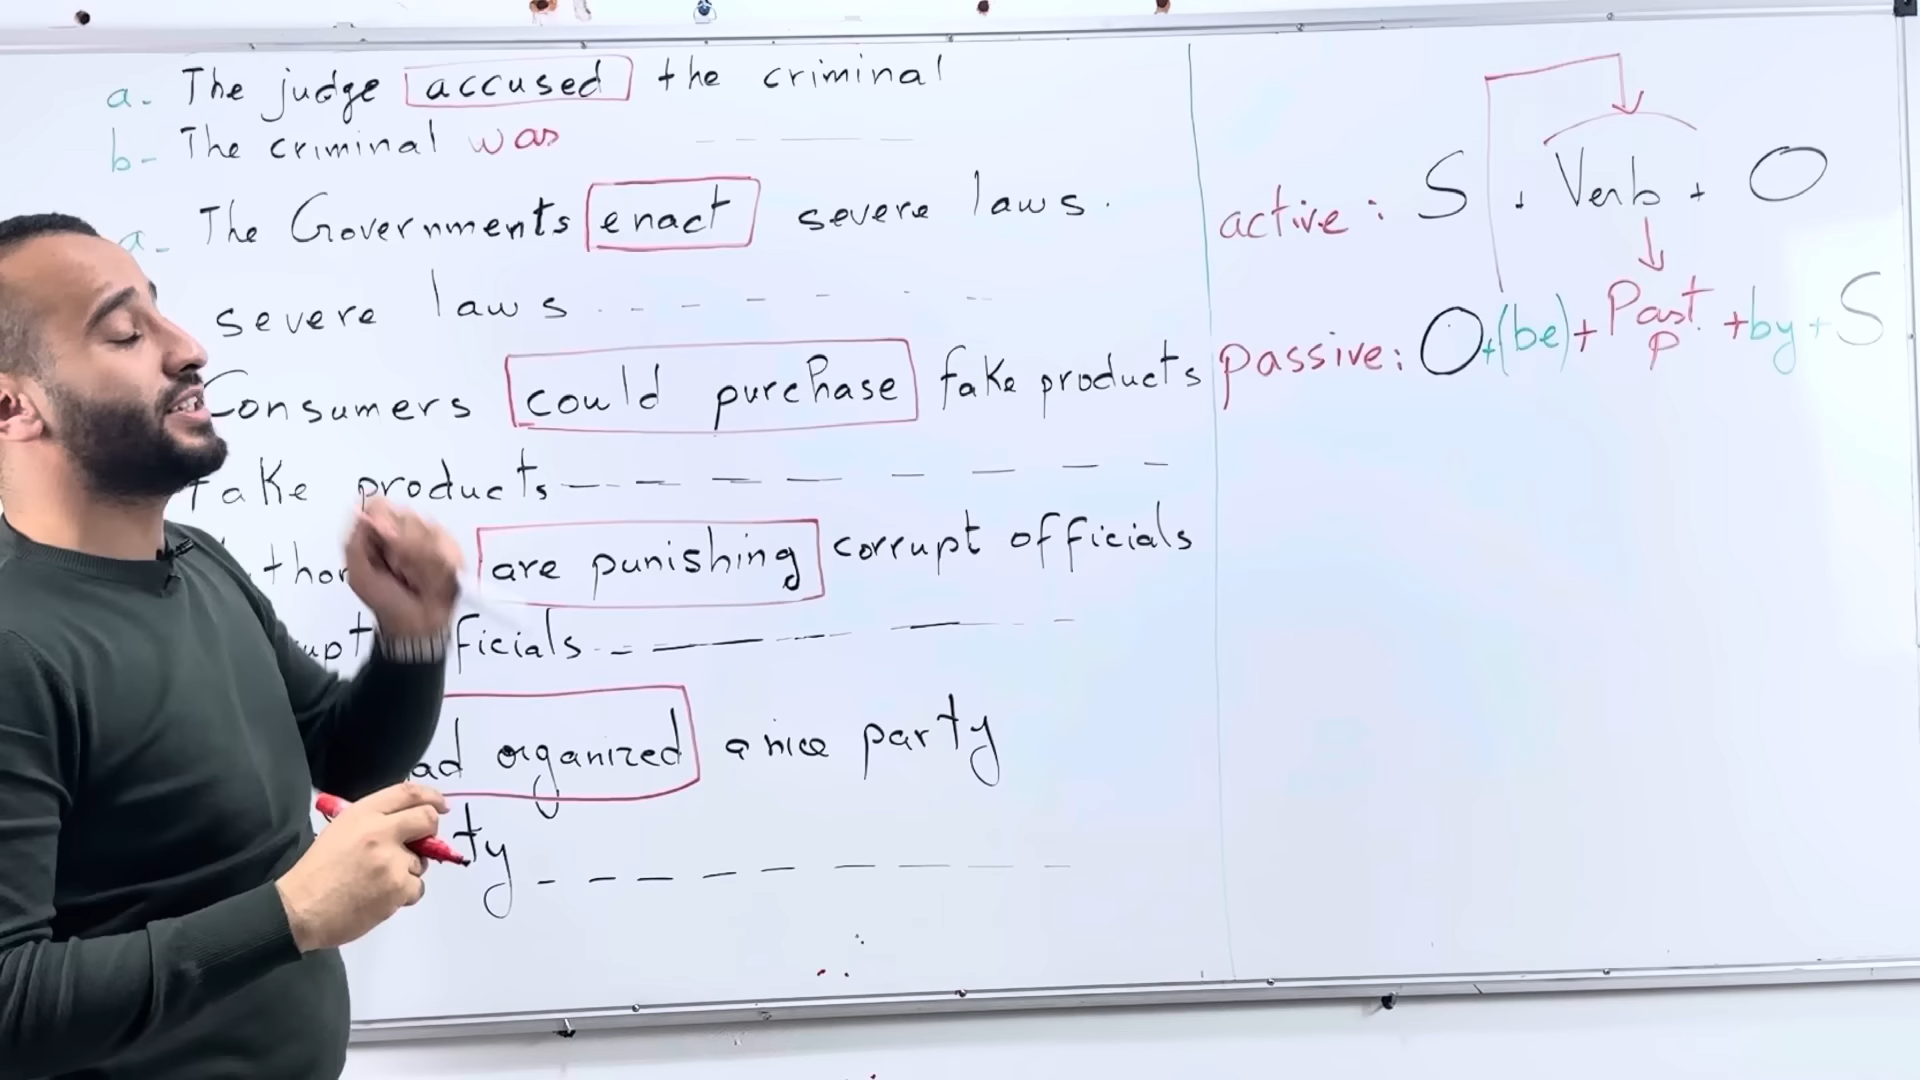 a. The judge accused the criminal
b- The criminal was
a- The Governments enact severe laws.
severe laws
Consumers could purchase fake products
fake products
are punishing corrupt officials
ficials
organized a nice party
active: S + Verb + O
passive: O+(be)+ Past P +by+S